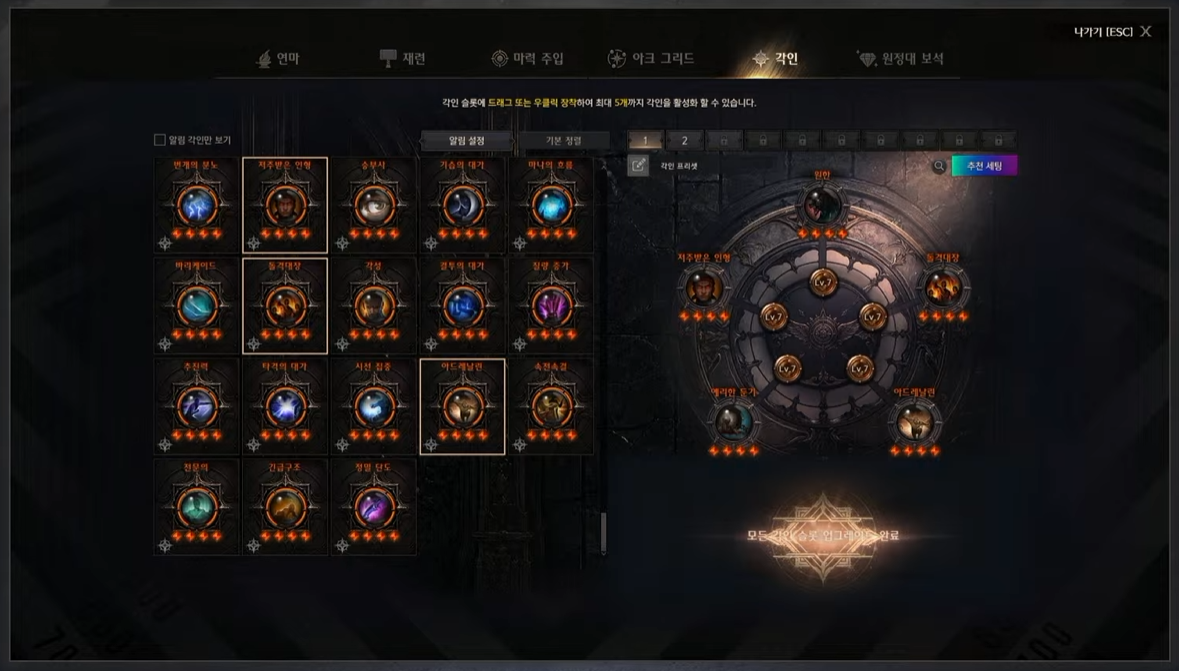 나가기 [ESC] X
연마
재련
마력 주입
아크 그리드
각인
원정대 보석
각인 슬롯에 드래그 또는 우클릭 장착하여 최대 5개까지 각인을 활성화 할 수 있습니다.
알림 각인만 보기
알림 설정
기본 정렬
1
2
각인 프리셋
추천 세팅
번개의 분노
저주받은 인형
승부사
기습의 대가
마나의 흐름
바리케이드
돌격대장
각성
결투의 대가
질량 증가
추진력
타격의 대가
시선 집중
아드레날린
속전속결
전문의
긴급구조
정밀 단도
원한
저주받은 인형
돌격대장
Lv.7
Lv.7
Lv.7
Lv.7
Lv.7
예리한 둔기
아드레날린
모든 각인 슬롯 업그레이드 완료